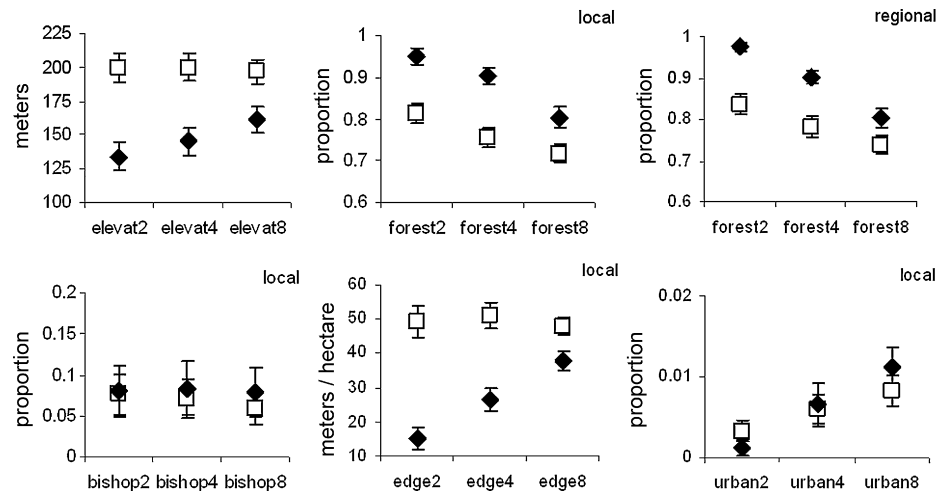 local
regional
225
200
175
150
125
100
meters
elevat2 elevat4 elevat8
1
0.9
0.8
0.7
0.6
proportion
forest2 forest4 forest8
1
0.9
0.8
0.7
0.6
proportion
forest2 forest4 forest8
local
local
local
0.2
0.15
0.1
0.05
0
proportion
bishop2 bishop4 bishop8
60
50
40
30
20
10
meters / hectare
edge2 edge4 edge8
0.02
0.01
0
proportion
urban2 urban4 urban8